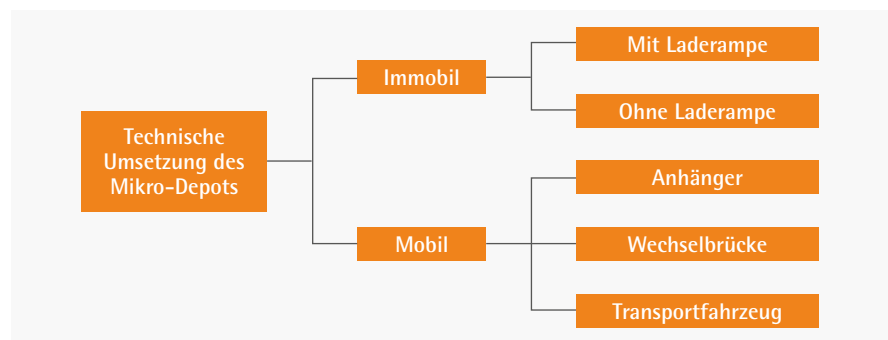 Technische
Umsetzung des
Mikro-Depots
Immobil
Mit Laderampe
Ohne Laderampe
Mobil
Anhänger
Wechselbrücke
Transportfahrzeug